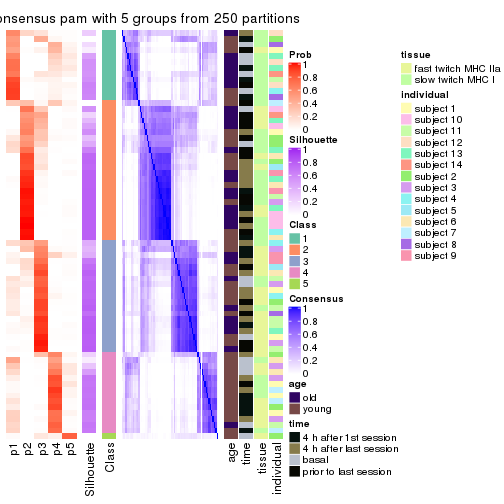 onsensus pam with 5 groups from 250 partitions
Prob
1
0.8
0.6
0.4
0.2
0
Silhouette
1
0.8
0.6
0.4
0.2
0
Class
1
2
3
4
5
Consensus
1
0.8
0.6
0.4
0.2
0
age
old
young
time
4 h after 1st session
4 h after last session
basal
prior to last session
tissue
fast twitch MHC IIa
slow twitch MHC I
individual
subject 1
subject 10
subject 11
subject 12
subject 13
subject 14
subject 2
subject 3
subject 4
subject 5
subject 6
subject 7
subject 8
subject 9
p1
p2
p3
p4
p5
Silhouette
Class
age
time
tissue
individual